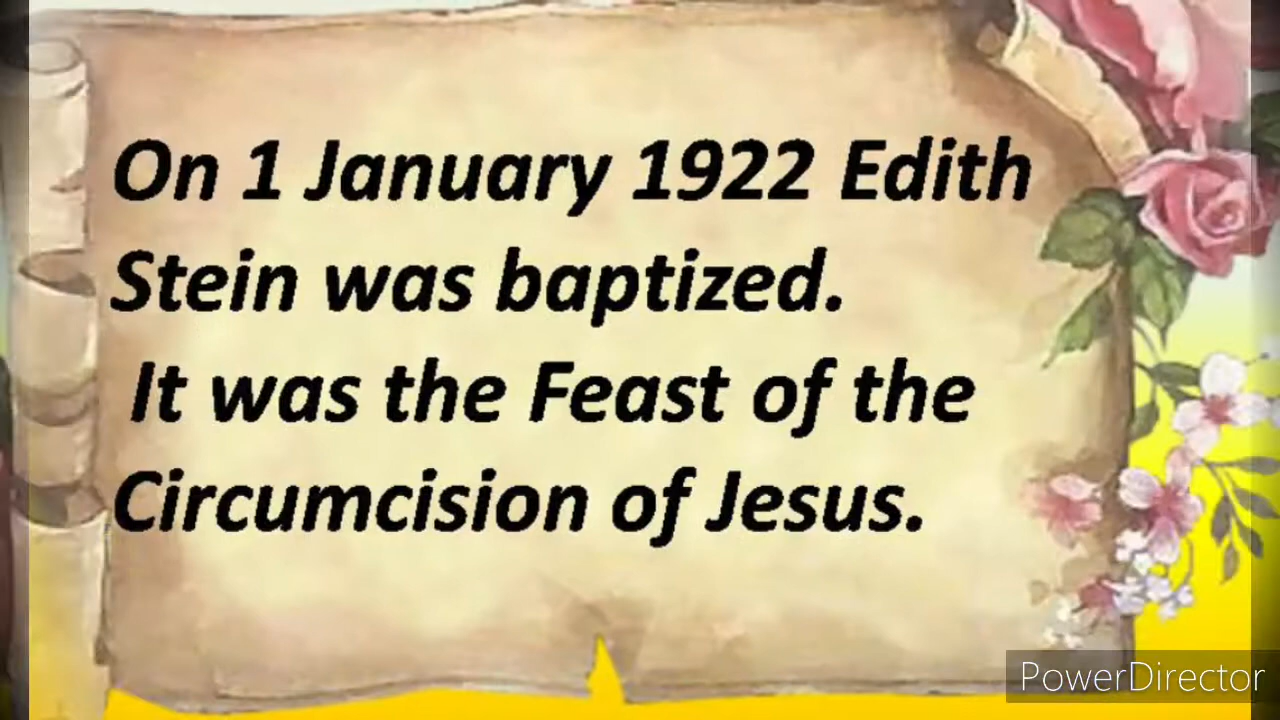 On 1 January 1922 Edith
Stein was baptized.
It was the Feast of the
Circumcision of Jesus.
PowerDirector